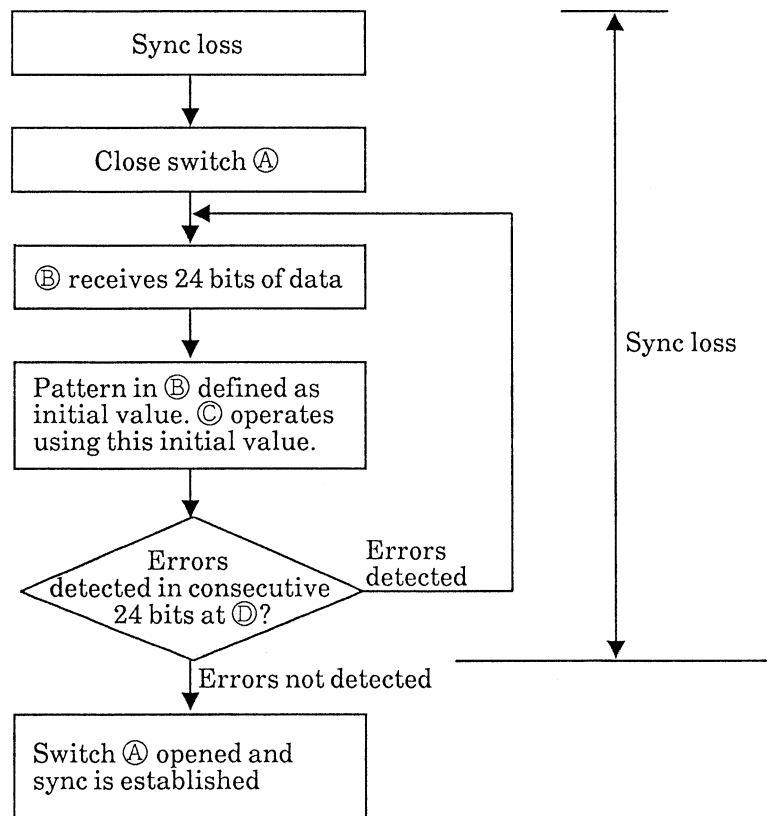 Sync loss
Close switch Ⓐ
Ⓑ receives 24 bits of data
Sync loss
Pattern in Ⓑ defined as
initial value. Ⓒ operates
using this initial value.
Errors
detected in consecutive
24 bits at Ⓓ?
Errors
detected
Errors not detected
Switch Ⓐ opened and
sync is established